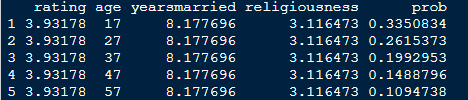 rating age yearsmarried religiousness prob
1 3.93178 17 8.177696 3.116473 0.3350834
2 3.93178 27 8.177696 3.116473 0.2615373
3 3.93178 37 8.177696 3.116473 0.1992953
4 3.93178 47 8.177696 3.116473 0.1488796
5 3.93178 57 8.177696 3.116473 0.1094738